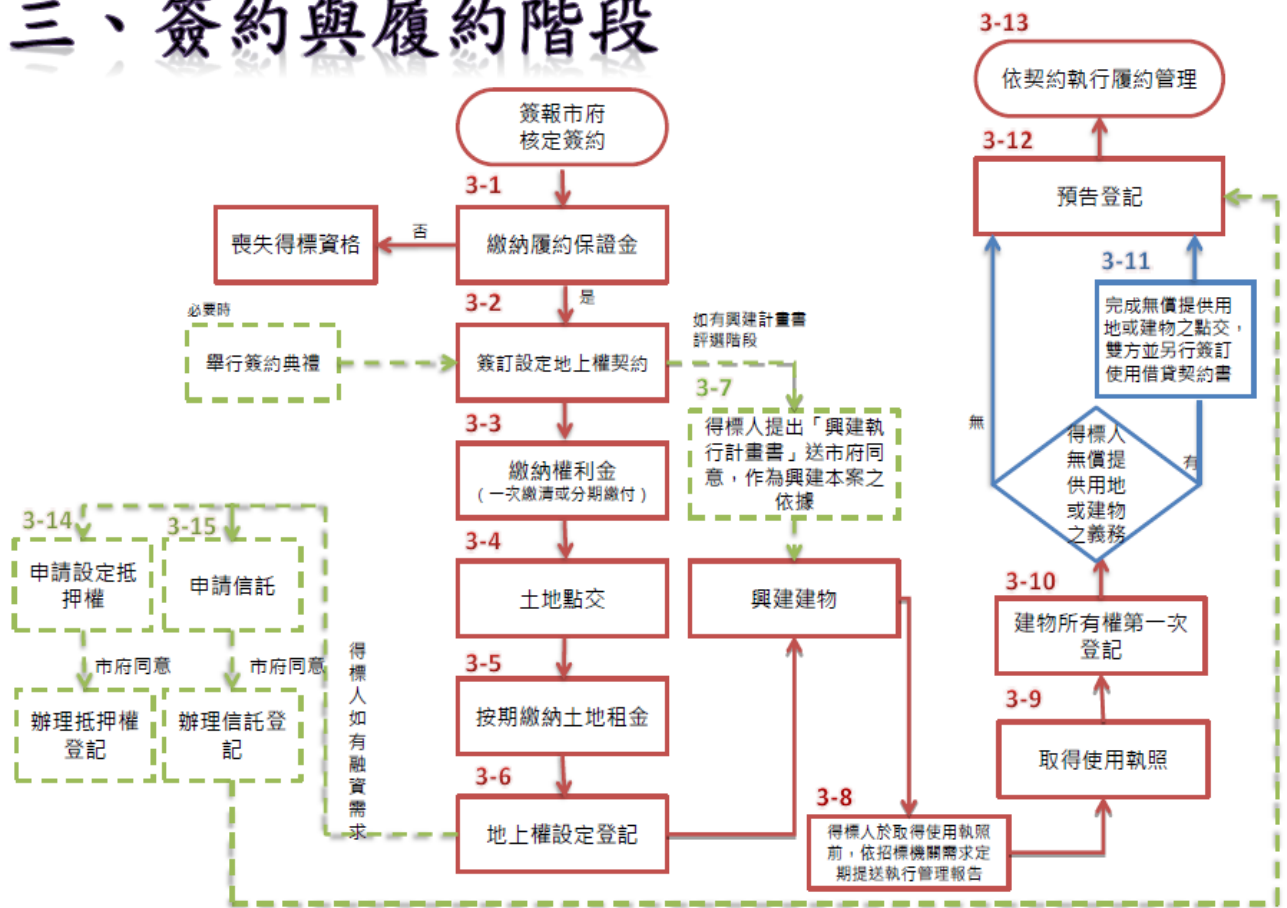 三、簽約與履約階段
簽報市府
核定簽約
3-1
繳納履約保證金
否
喪失得標資格
是
3-2
簽訂設定地上權契約
必要時
舉行簽約典禮
如有興建計畫書
評選階段
3-7
得標人提出「興建執
行計畫書」送市府同
意，作為興建本案之
依據
3-3
繳納權利金
（一次繳清或分期繳付）
3-4
土地點交
興建建物
3-5
按期繳納土地租金
3-6
地上權設定登記
得標人如有融資需求
3-14
申請設定抵
押權
市府同意
辦理抵押權
登記
3-15
申請信託
市府同意
辦理信託登
記
3-8
得標人於取得使用執照
前，依招標機關需求定
期提送執行管理報告
3-9
取得使用執照
3-10
建物所有權第一次
登記
得標人
無償提
供用地
或建物
之義務
無
有
3-11
完成無償提供用
地或建物之點交，
雙方並另行簽訂
使用借貸契約書
3-12
預告登記
3-13
依契約執行履約管理